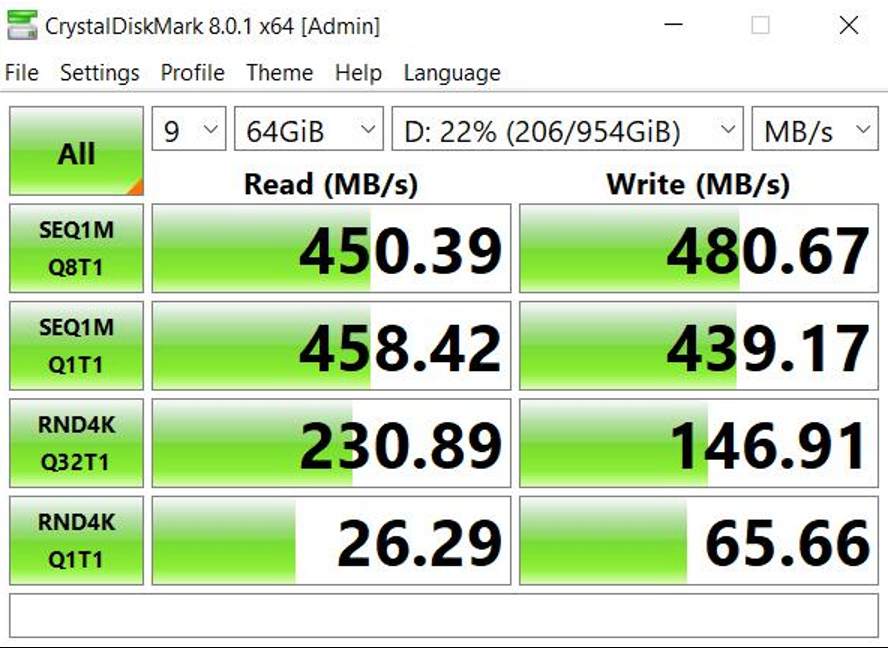 CrystalDiskMark 8.0.1 x64 [Admin]
File Settings Profile Theme Help Language
All 9 64GiB D: 22% (206/954GiB) MB/s
Read (MB/s) Write (MB/s)
SEQ1M
Q8T1 450.39 480.67
SEQ1M
Q1T1 458.42 439.17
RND4K
Q32T1 230.89 146.91
RND4K
Q1T1 26.29 65.66